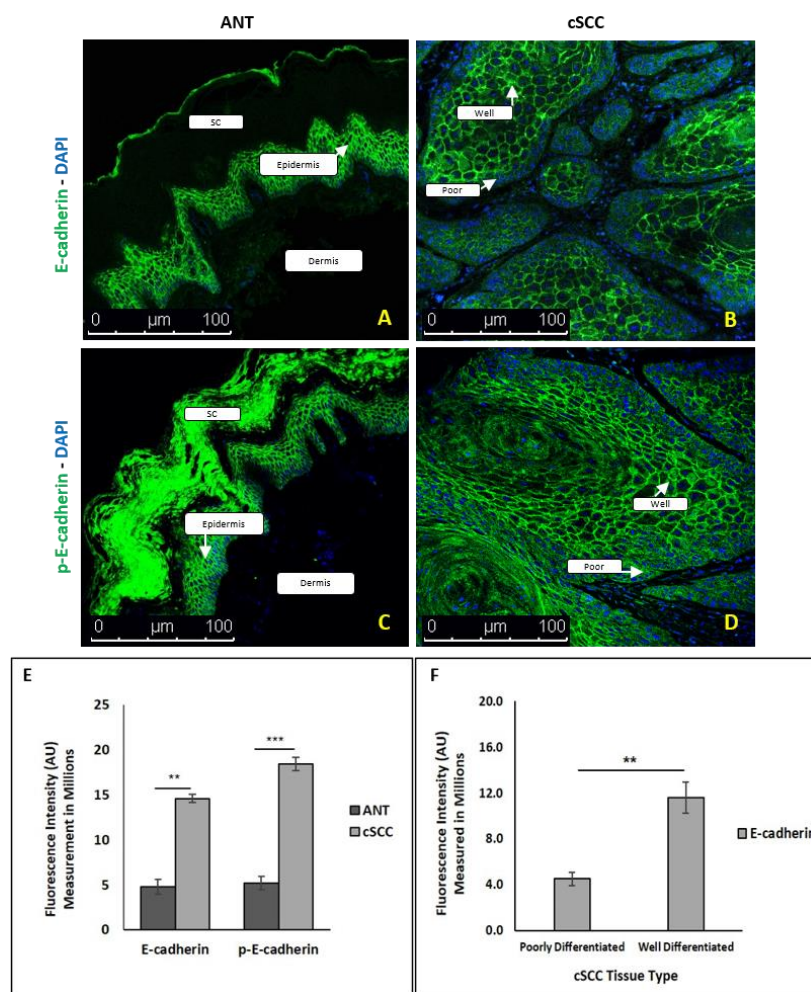 ANT
cSCC
E-cadherin - DAPI
SC
Epidermis
Dermis
0 µm 100
A
Well
Poor
0 µm 100
B
p-E-cadherin - DAPI
SC
Epidermis
Dermis
0 µm 100
C
Well
Poor
0 µm 100
D
E
Fluorescence Intensity (AU)
Measurement in Millions
25
20
15
10
5
0
**
***
E-cadherin
p-E-cadherin
ANT
cSCC
F
Fluorescence Intensity (AU)
Measured in Millions
20.0
16.0
12.0
8.0
4.0
0.0
**
Poorly Differentiated
Well Differentiated
cSCC Tissue Type
E-cadherin